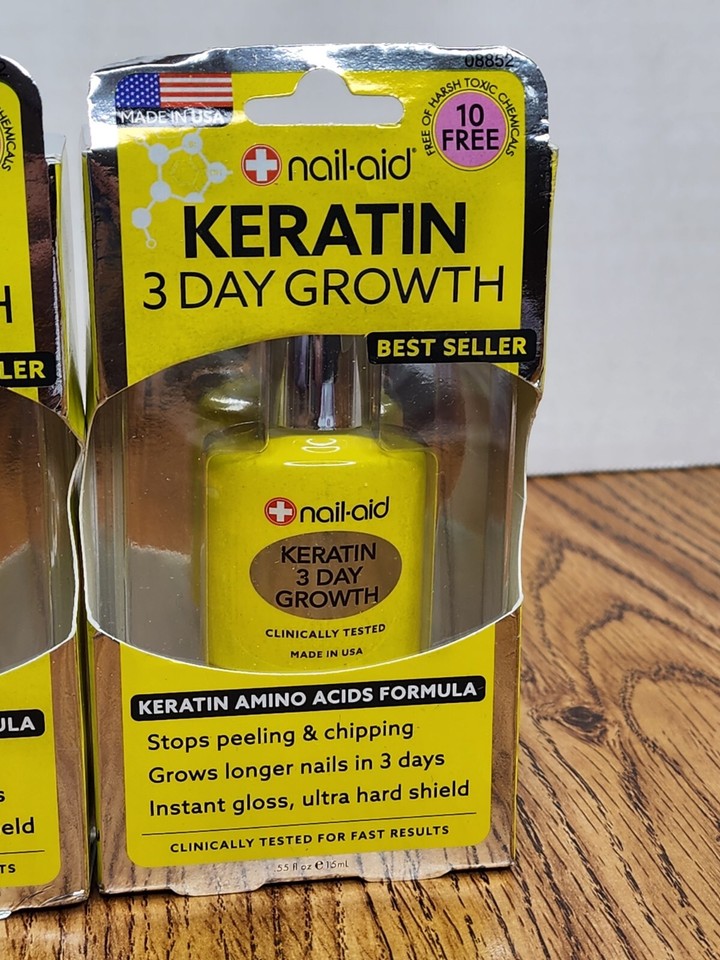 08852
MADE IN USA
FREE OF HARSH TOXIC CHEMICALS
10
FREE
nail-aid®
KERATIN
3 DAY GROWTH
BEST SELLER
nail-aid
KERATIN
3 DAY
GROWTH
CLINICALLY TESTED
MADE IN USA
KERATIN AMINO ACIDS FORMULA
Stops peeling & chipping
Grows longer nails in 3 days
Instant gloss, ultra hard shield
CLINICALLY TESTED FOR FAST RESULTS
.55 fl oz ℮ 15mL
HEMICALS
H
LER
ULA
s
eld
TS